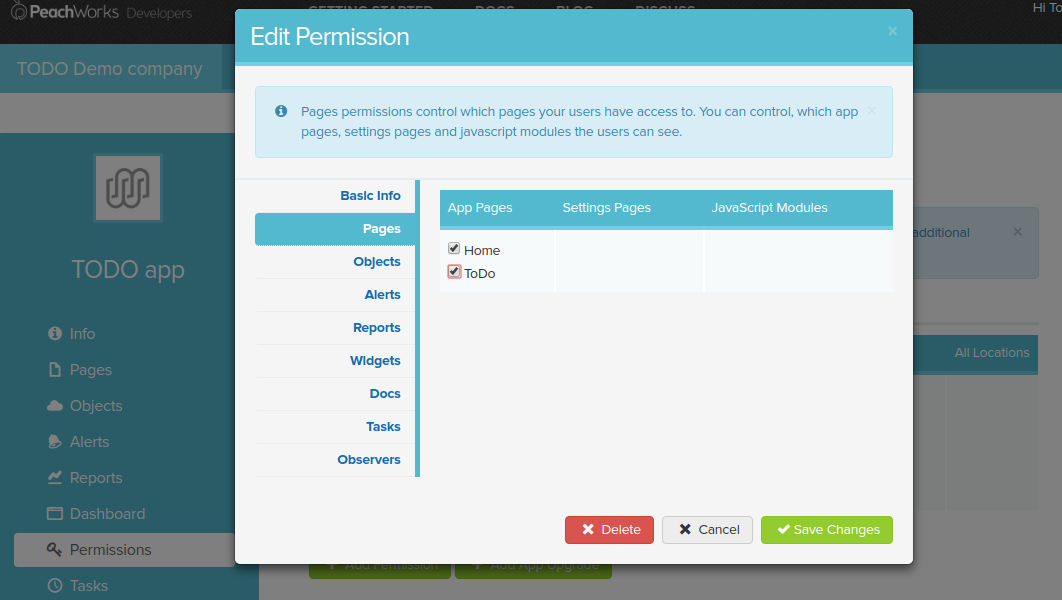 PeachWorks Developers
GETTING STARTED DOCS BLOG DISCUSS
Hi To
TODO Demo company
Edit Permission
Pages permissions control which pages your users have access to. You can control, which app
pages, settings pages and javascript modules the users can see.
additional
TODO app
Info
Pages
Objects
Alerts
Reports
Dashboard
Permissions
Tasks
Basic Info
Pages
Objects
Alerts
Reports
Widgets
Docs
Tasks
Observers
App Pages Settings Pages JavaScript Modules
Home
ToDo
All Locations
Delete Cancel Save Changes
Add Permission Add App Upgrade